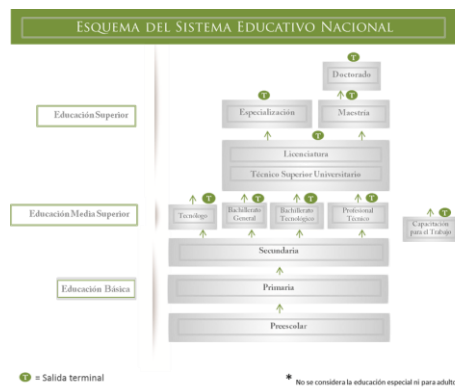 ESQUEMA DEL SISTEMA EDUCATIVO NACIONAL
T
Doctorado
T
T
Educación Superior
Especialización
Maestría
T
Licenciatura
Técnico Superior Universitario
T
T
T
T
Educación Media Superior
Tecnólogo
Bachillerato
General
Bachillerato
Tecnológico
Profesional
Técnico
T
Capacitación
para el Trabajo
Secundaria
Educación Básica
Primaria
Preescolar
T = Salida terminal
* No se considera la educación especial ni para adulto